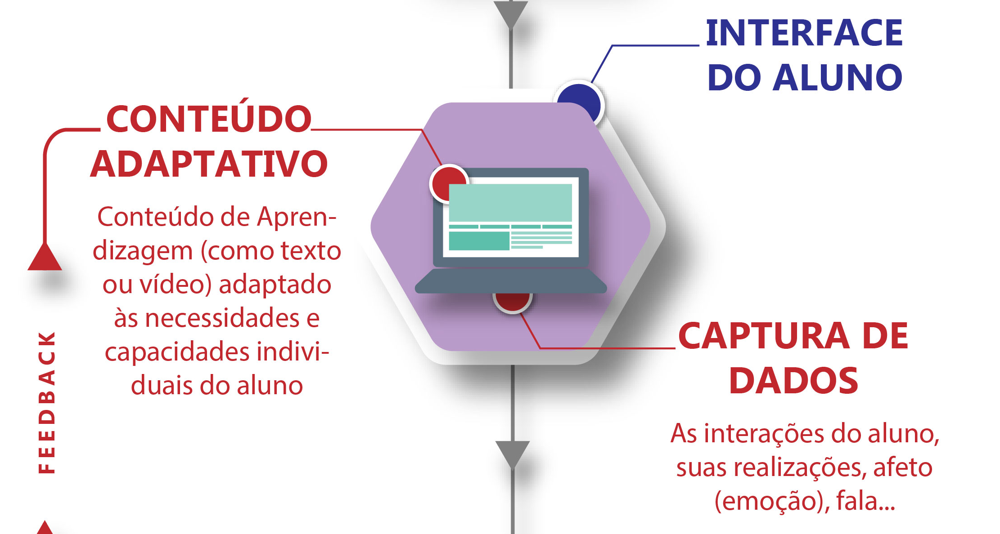 INTERFACE
DO ALUNO
CONTEÚDO
ADAPTATIVO
Conteúdo de Apren-
dizagem (como texto
ou vídeo) adaptado
às necessidades e
capacidades indivi-
duais do aluno
FEEDBACK
CAPTURA DE
DADOS
As interações do aluno,
suas realizações, afeto
(emoção), fala...